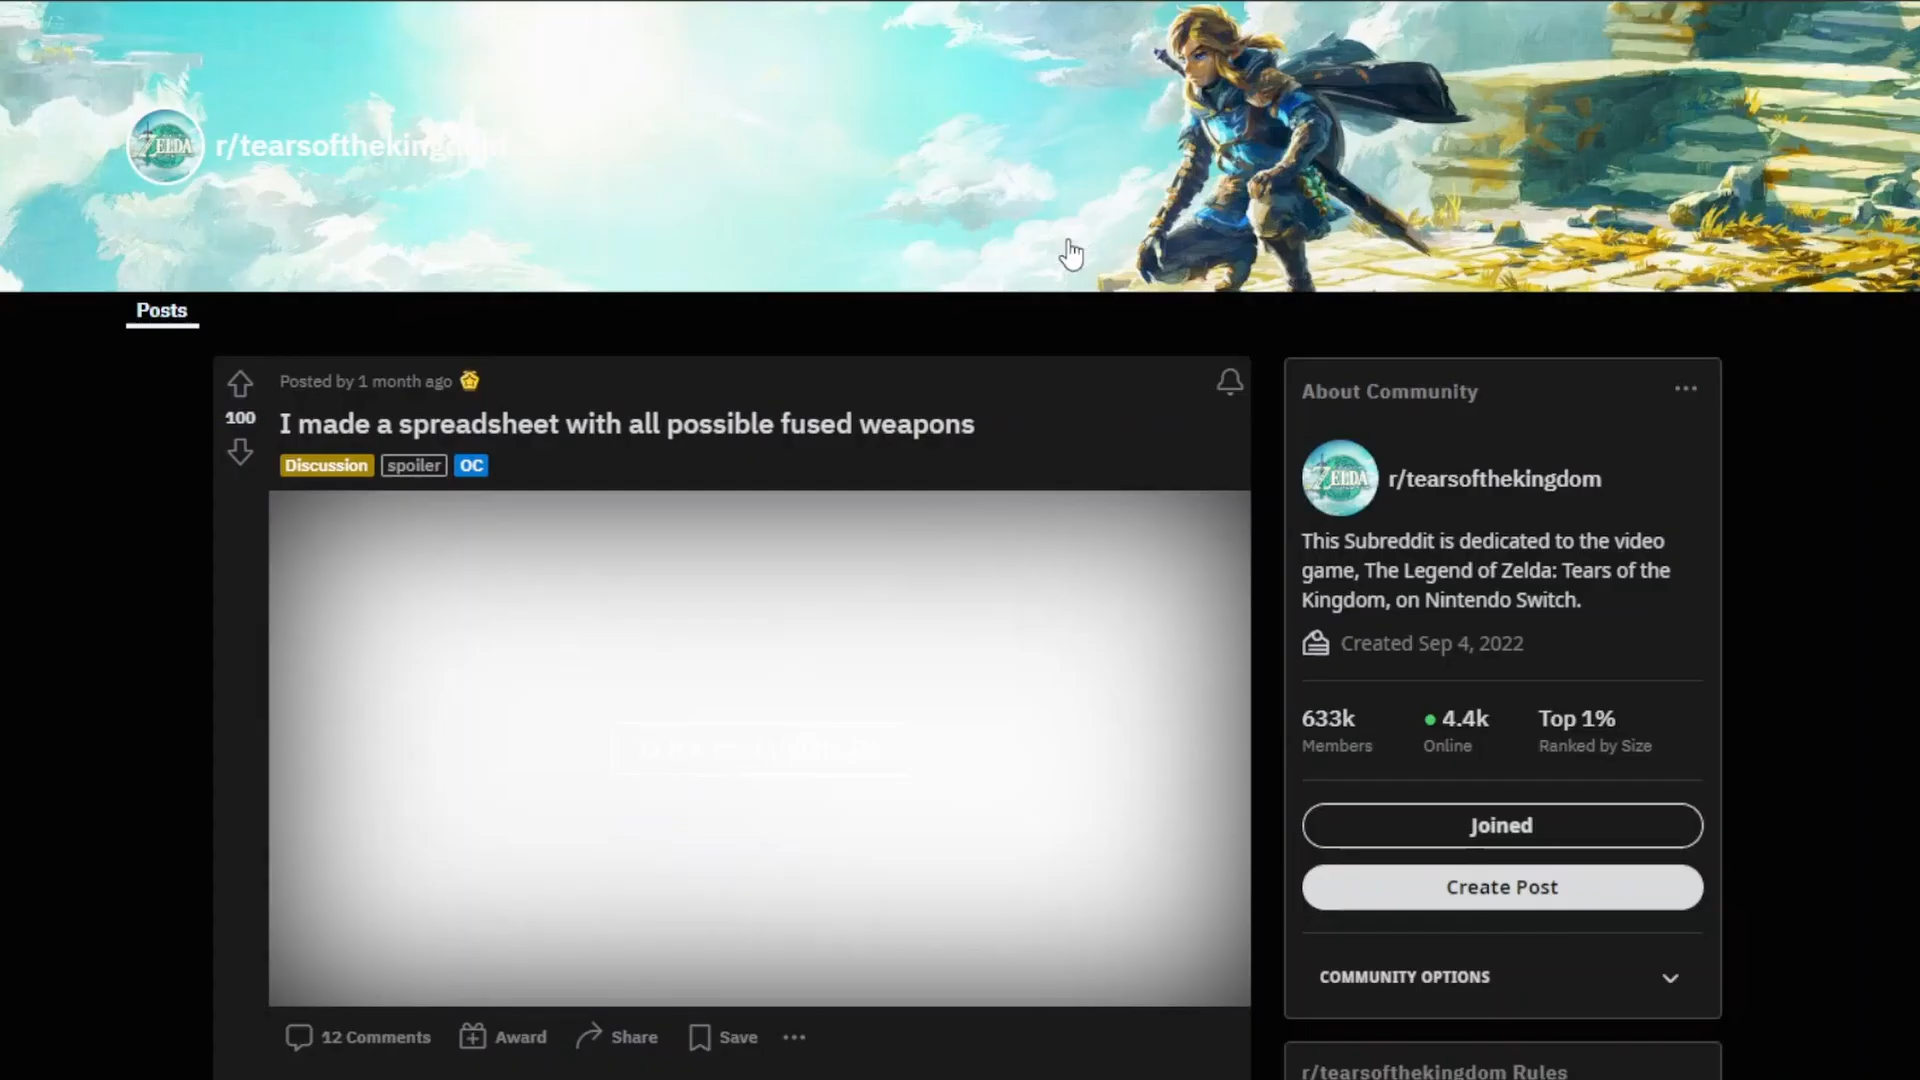 ZELDA
r/tearsofthekingdom
Posts
Posted by 1 month ago
100
I made a spreadsheet with all possible fused weapons
Discussion spoiler OC
12 Comments Award Share Save
About Community
ZELDA
r/tearsofthekingdom
This Subreddit is dedicated to the video
game, The Legend of Zelda: Tears of the
Kingdom, on Nintendo Switch.
Created Sep 4, 2022
633k 4.4k Top 1%
Members Online Ranked by Size
Joined
Create Post
COMMUNITY OPTIONS
r/tearsofthekingdom Rules